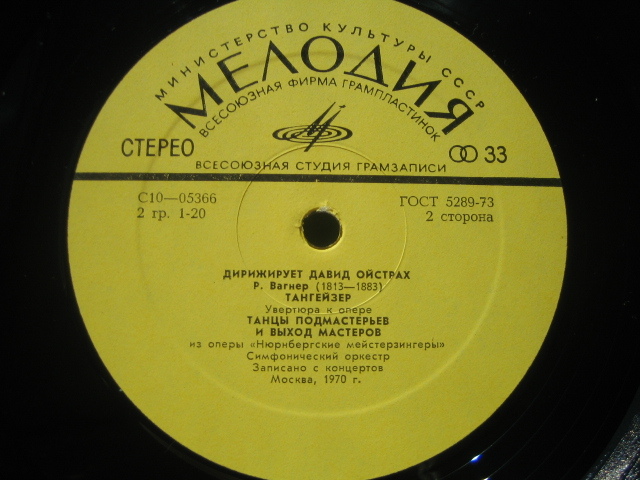 МИНИСТЕРСТВО КУЛЬТУРЫ СССР
МЕЛОДИЯ
ВСЕСОЮЗНАЯ ФИРМА ГРАМПЛАСТИНОК
СТЕРЕО
33
ВСЕСОЮЗНАЯ СТУДИЯ ГРАМЗАПИСИ
С10—05366
ГОСТ 5289-73
2 гр. 1-20
2 сторона
ДИРИЖИРУЕТ ДАВИД ОЙСТРАХ
Р. Вагнер (1813—1883)
ТАНГЕЙЗЕР
Увертюра к опере
ТАНЦЫ ПОДМАСТЕРЬЕВ
И ВЫХОД МАСТЕРОВ
из оперы «Нюрнбергские мейстерзингеры»
Симфонический оркестр
Записано с концертов
Москва, 1970 г.